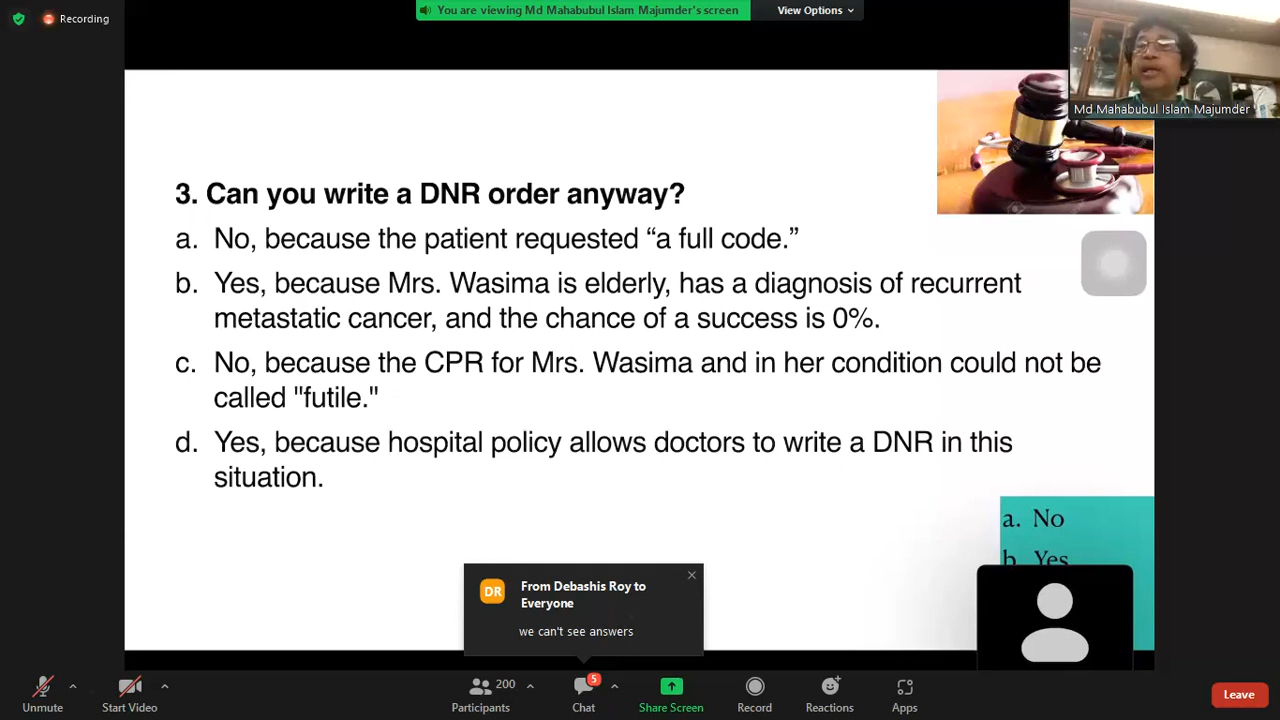 Recording
You are viewing Md Mahabubul Islam Majumder's screen
View Options
Md Mahabubul Islam Majumder
3. Can you write a DNR order anyway?
a. No, because the patient requested “a full code.”
b. Yes, because Mrs. Wasima is elderly, has a diagnosis of recurrent
metastatic cancer, and the chance of a success is 0%.
c. No, because the CPR for Mrs. Wasima and in her condition could not be
called "futile."
d. Yes, because hospital policy allows doctors to write a DNR in this
situation.
a. No
b. Yes
DR
From Debashis Roy to
Everyone
we can't see answers
Unmute
Start Video
200
Participants
5
Chat
Share Screen
Record
Reactions
Apps
Leave